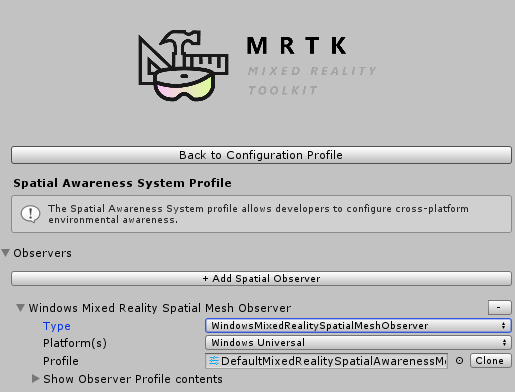 MRTK
MIXED REALITY
TOOLKIT
Back to Configuration Profile
Spatial Awareness System Profile
The Spatial Awareness System profile allows developers to configure cross-platform
environmental awareness.
Observers
+ Add Spatial Observer
Windows Mixed Reality Spatial Mesh Observer -
Type WindowsMixedRealitySpatialMeshObserver
Platform(s) Windows Universal
Profile DefaultMixedRealitySpatialAwarenessMe Clone
Show Observer Profile contents